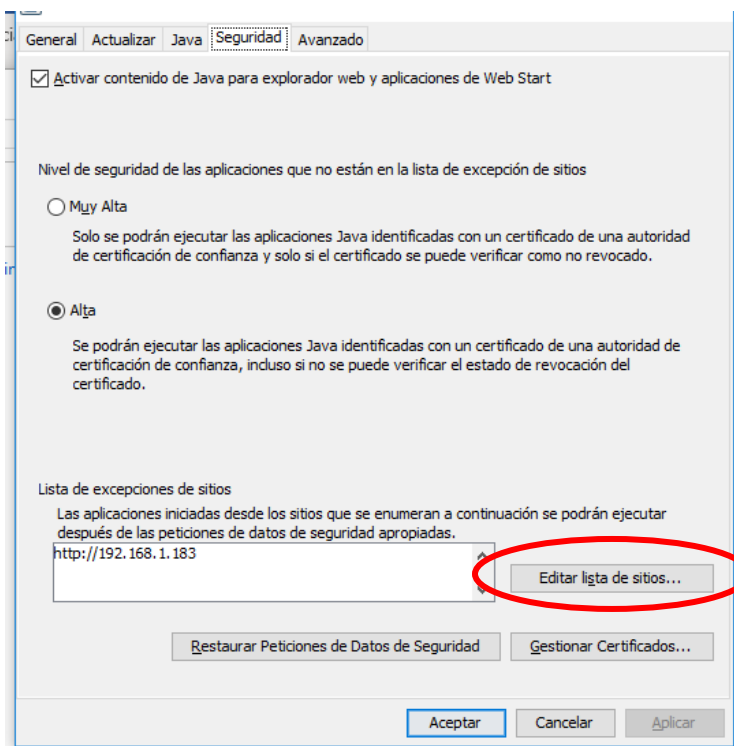 General Actualizar Java Seguridad Avanzado
Activar contenido de Java para explorador web y aplicaciones de Web Start
Nivel de seguridad de las aplicaciones que no están en la lista de excepción de sitios
Muy Alta
Solo se podrán ejecutar las aplicaciones Java identificadas con un certificado de una autoridad
de certificación de confianza y solo si el certificado se puede verificar como no revocado.
Alta
Se podrán ejecutar las aplicaciones Java identificadas con un certificado de una autoridad de
certificación de confianza, incluso si no se puede verificar el estado de revocación del
certificado.
Lista de excepciones de sitios
Las aplicaciones iniciadas desde los sitios que se enumeran a continuación se podrán ejecutar
después de las peticiones de datos de seguridad apropiadas.
http://192.168.1.183
Editar lista de sitios...
Restaurar Peticiones de Datos de Seguridad Gestionar Certificados...
Aceptar Cancelar Aplicar